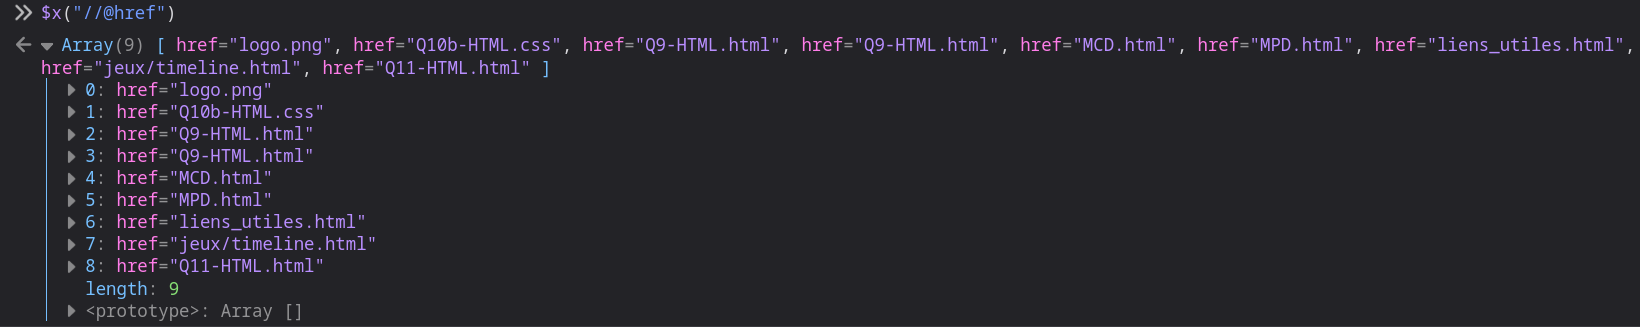 $x("//@href")
Array(9) [ href="logo.png", href="Q10b-HTML.css", href="Q9-HTML.html", href="Q9-HTML.html", href="MCD.html", href="MPD.html", href="liens_utiles.html",
href="jeux/timeline.html", href="Q11-HTML.html" ]
0: href="logo.png"
1: href="Q10b-HTML.css"
2: href="Q9-HTML.html"
3: href="Q9-HTML.html"
4: href="MCD.html"
5: href="MPD.html"
6: href="liens_utiles.html"
7: href="jeux/timeline.html"
8: href="Q11-HTML.html"
length: 9
<prototype>: Array []